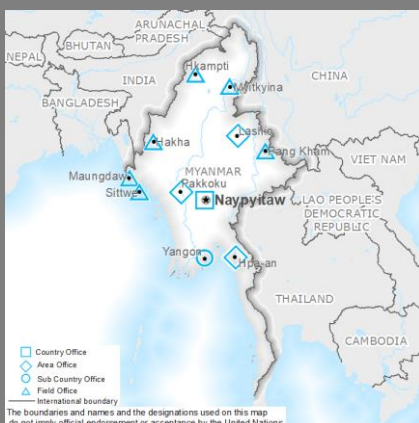 ARUNACHAL
PRADESH
NEPAL
BHUTAN
Hkampti
CHINA
INDIA
Myitkyina
BANGLADESH
Lashio
Hakha
Pang Kham
VIET NAM
MYANMAR
Maungdaw
Pakkoku
Sittwe
Naypyitaw
LAO PEOPLE'S
DEMOCRATIC
REPUBLIC
Yangon
Hpa-an
THAILAND
CAMBODIA
Country Office
Area Office
Sub Country Office
Field Office
International boundary
The boundaries and names and the designations used on this map
do not imply official endorsement or acceptance by the United Nations